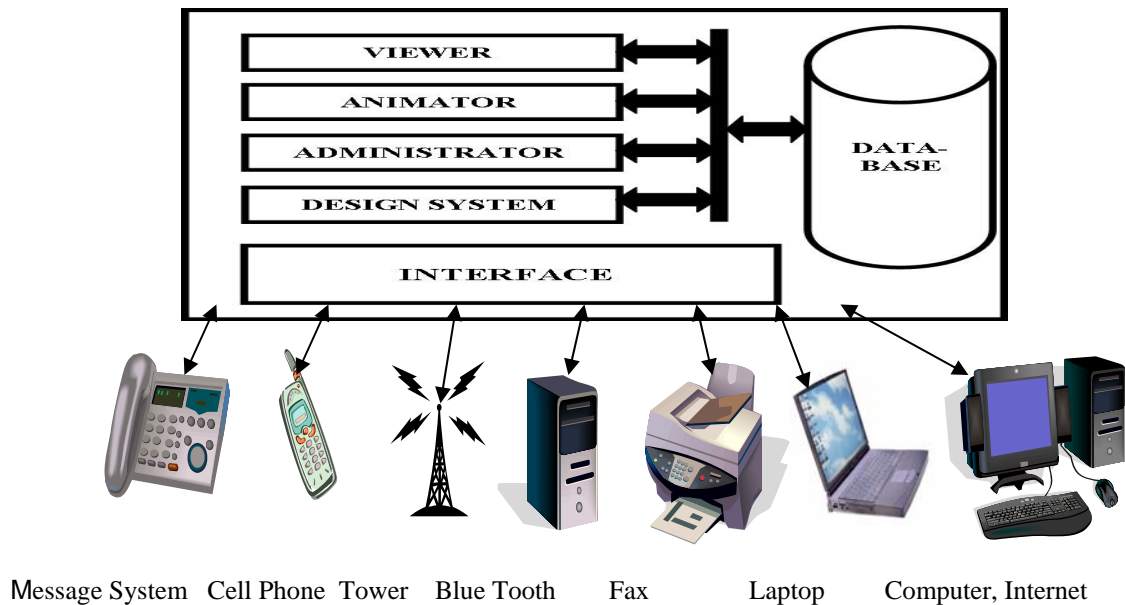 VIEWER
ANIMATOR
ADMINISTRATOR
DESIGN SYSTEM
INTERFACE
DATA-
BASE
Message System Cell Phone Tower Blue Tooth Fax Laptop Computer, Internet